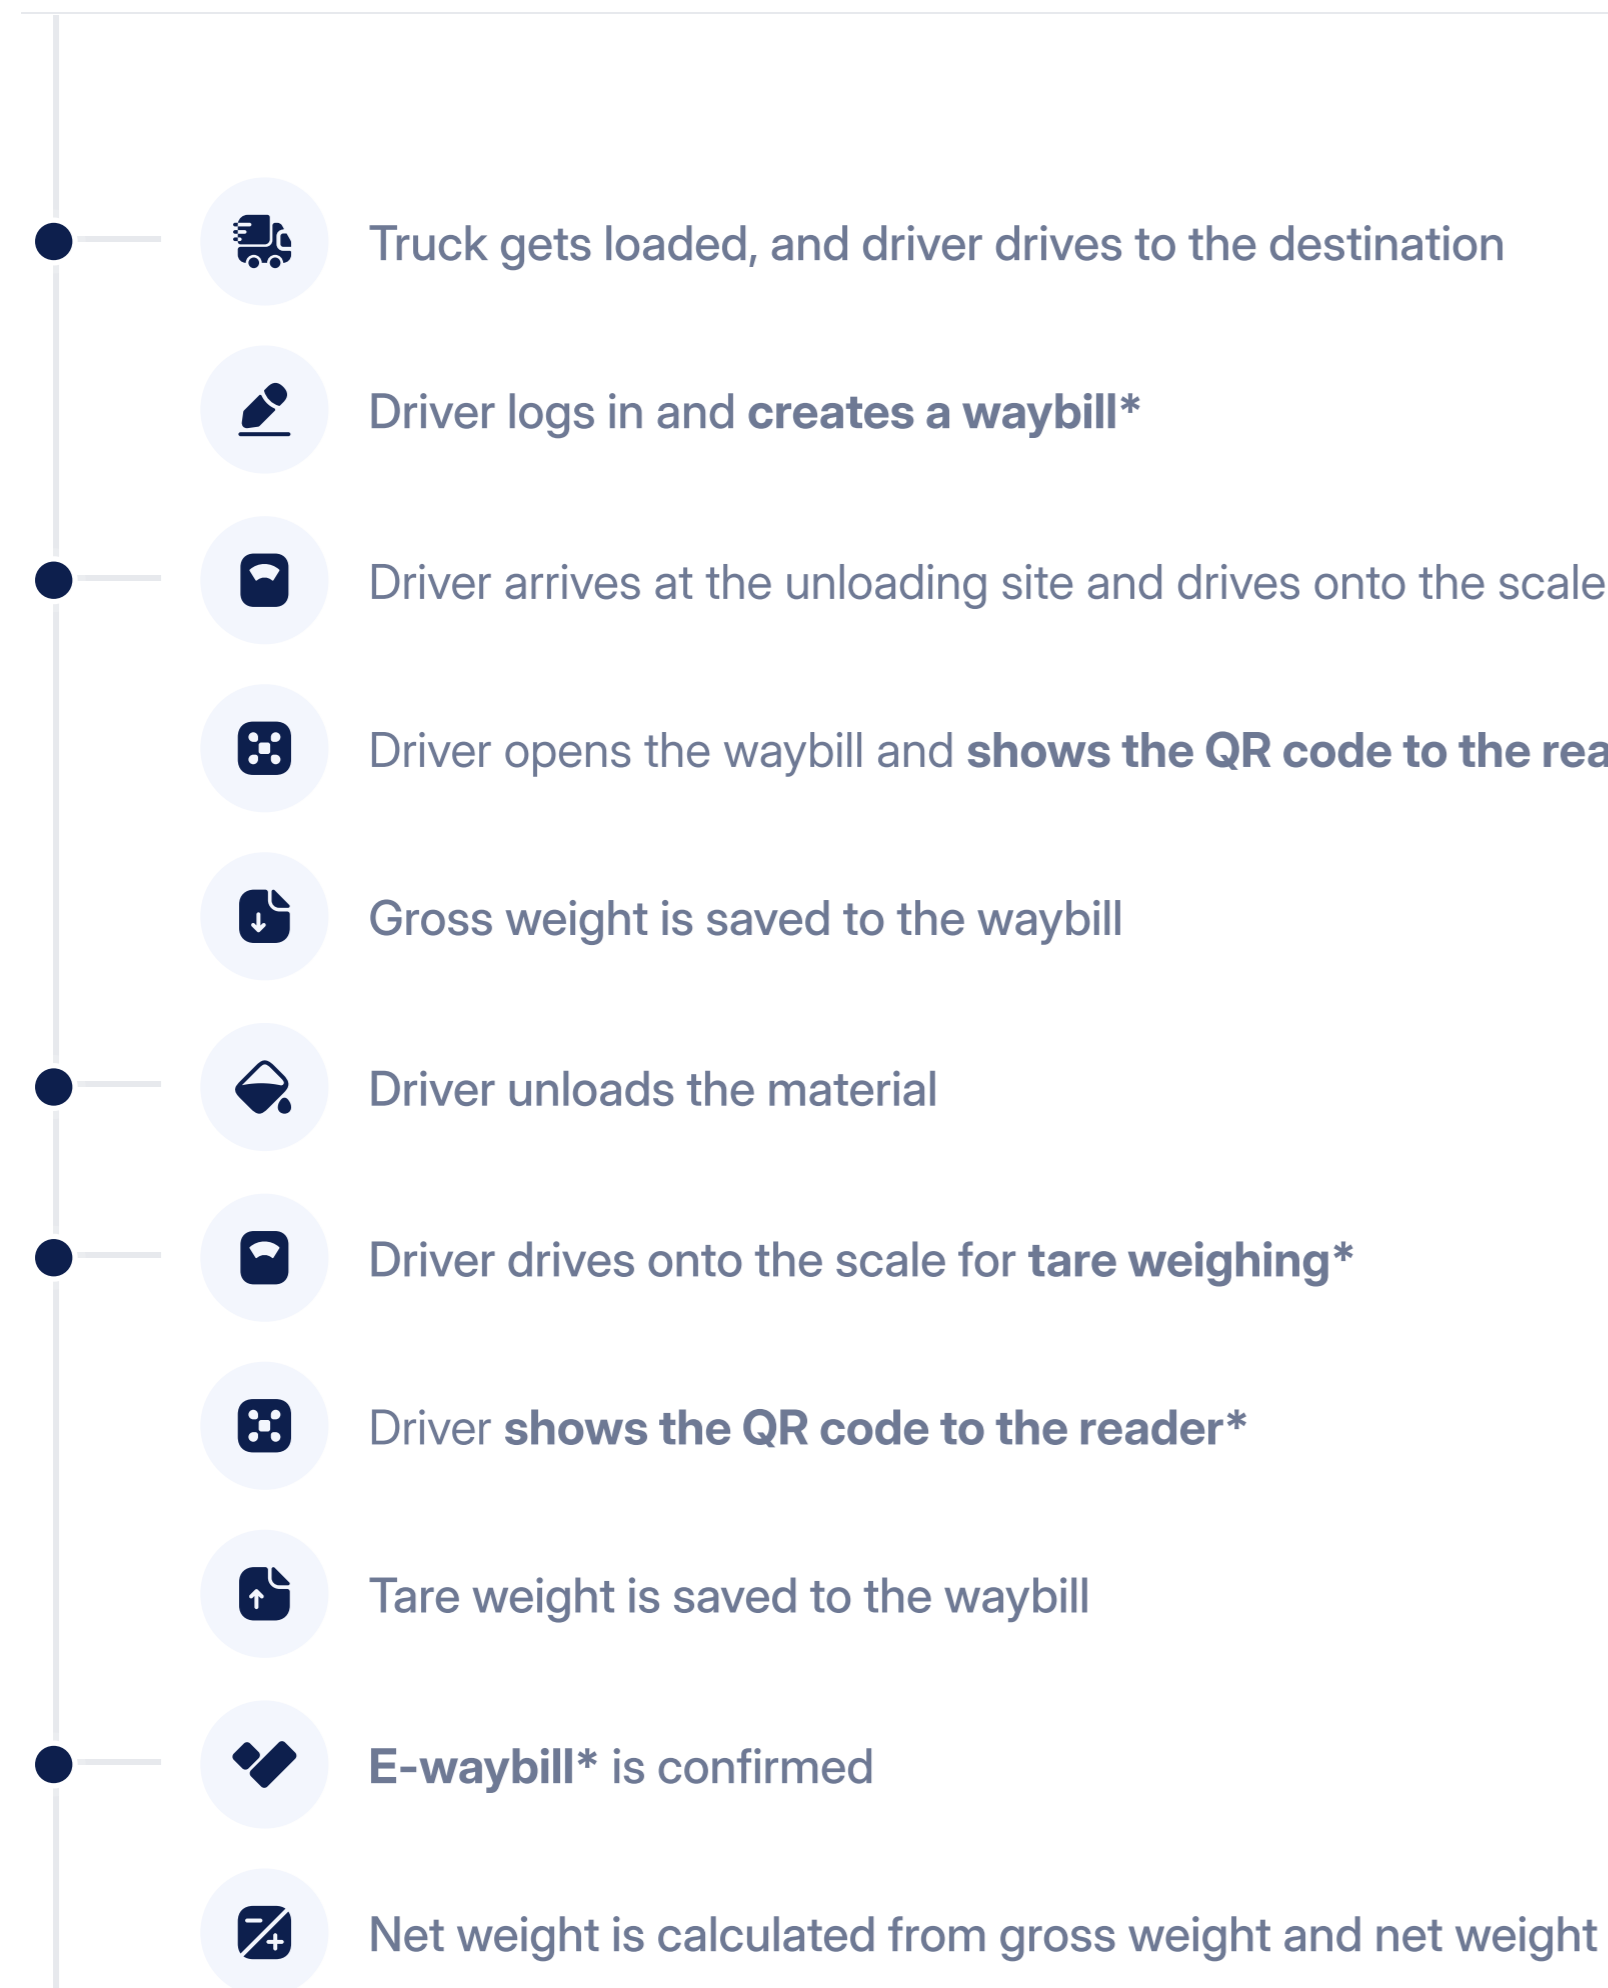 Truck gets loaded, and driver drives to the destination
Driver logs in and creates a waybill*
Driver arrives at the unloading site and drives onto the scale
Driver opens the waybill and shows the QR code to the rea
Gross weight is saved to the waybill
Driver unloads the material
Driver drives onto the scale for tare weighing*
Driver shows the QR code to the reader*
Tare weight is saved to the waybill
E-waybill* is confirmed
Net weight is calculated from gross weight and net weight